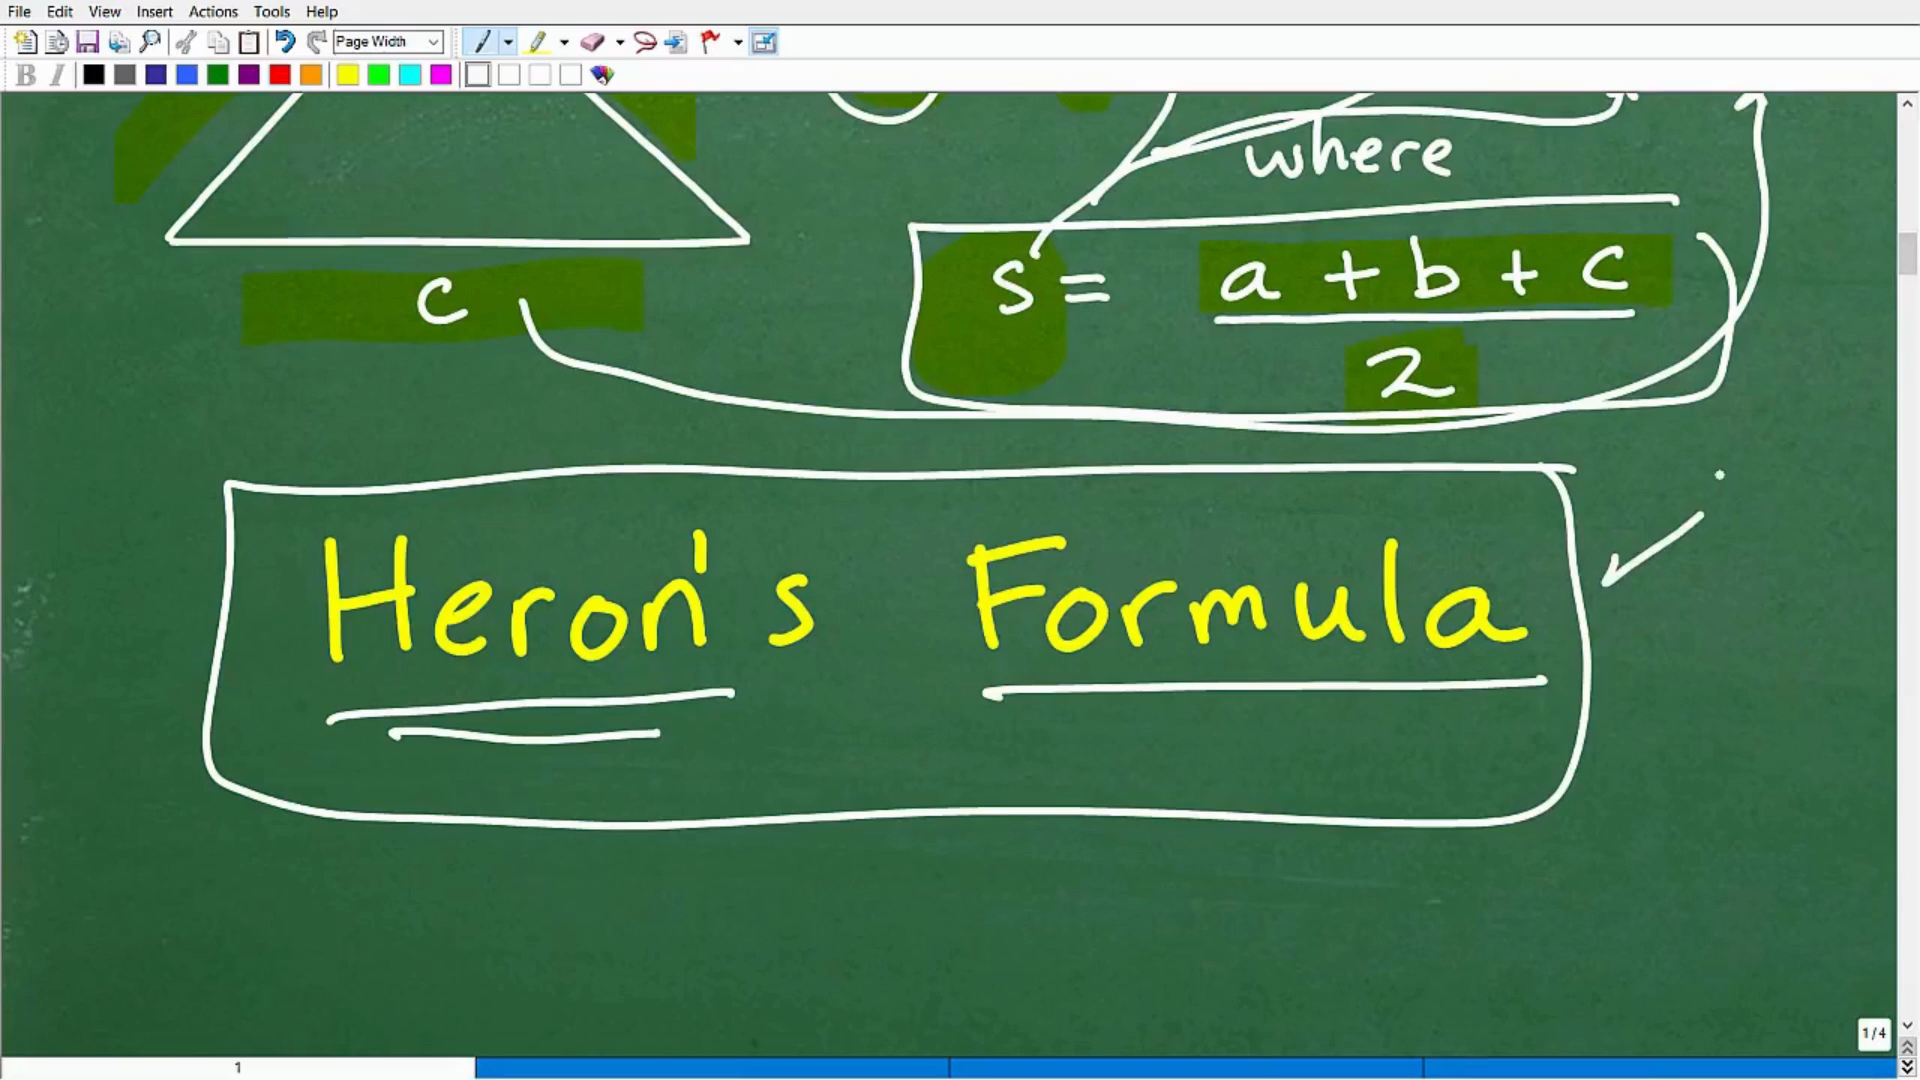 File Edit View Insert Actions Tools Help
Page Width
B I
where
c
s = a + b + c
2
Heron's Formula
1/4
1